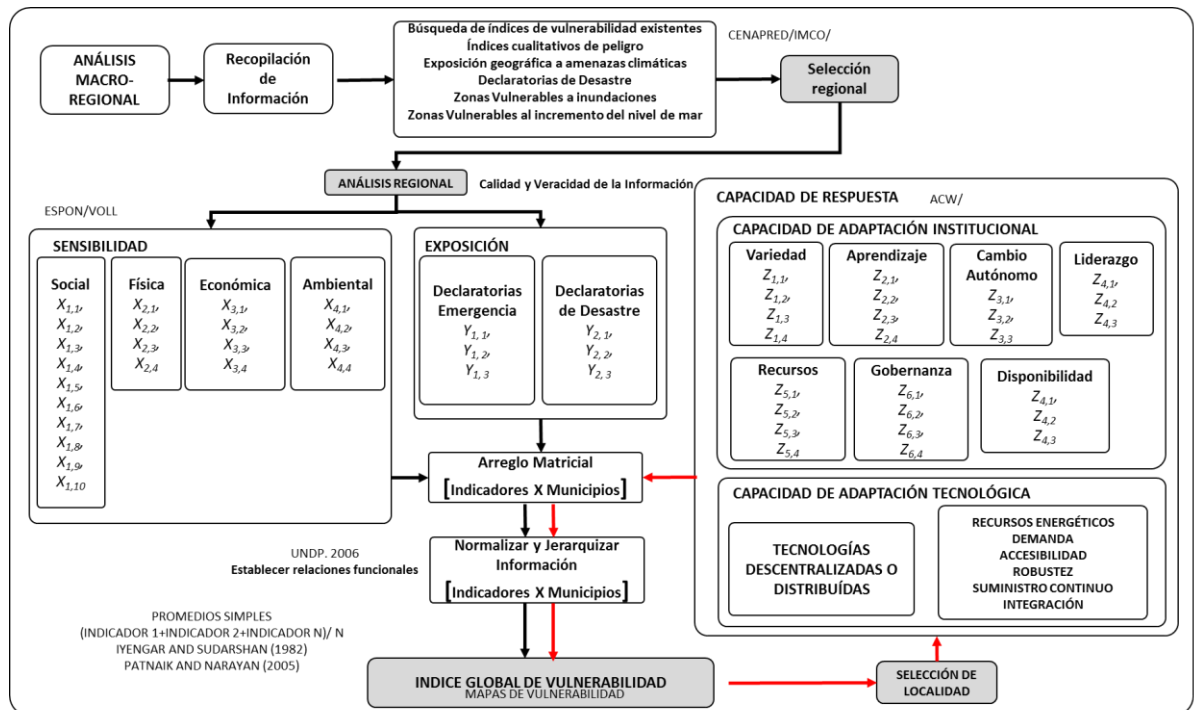 ANÁLISIS
MACRO-
REGIONAL
Recopilación
de
Información
Búsqueda de índices de vulnerabilidad existentes
Índices cualitativos de peligro
Exposición geográfica a amenazas climáticas
Declaratorias de Desastre
Zonas Vulnerables a inundaciones
Zonas Vulnerables al incremento del nivel de mar
CENAPRED/IMCO/
Selección
regional
ANÁLISIS REGIONAL
Calidad y Veracidad de la Información
ESPON/VOLL
SENSIBILIDAD
Social
X1,1,
X1,2,
X1,3,
X1,4,
X1,5,
X1,6,
X1,7,
X1,8,
X1,9,
X1,10
Física
X2,1,
X2,2,
X2,3,
X2,4
Económica
X3,1,
X3,2,
X3,3,
X3,4
Ambiental
X4,1,
X4,2,
X4,3,
X4,4
EXPOSICIÓN
Declaratorias
Emergencia
Y1, 1,
Y1, 2,
Y1, 3
Declaratorias
de Desastre
Y2, 1,
Y2, 2,
Y2, 3
CAPACIDAD DE RESPUESTA
ACW/
CAPACIDAD DE ADAPTACIÓN INSTITUCIONAL
Variedad
Z1,1,
Z1,2,
Z1,3
Z1,4
Aprendizaje
Z2,1,
Z2,2,
Z2,3,
Z2,4
Cambio
Autónomo
Z3,1,
Z3,2,
Z3,3
Liderazgo
Z4,1,
Z4,2
Z4,3
Recursos
Z5,1,
Z5,2,
Z5,3,
Z5,4
Gobernanza
Z6,1,
Z6,2,
Z6,3,
Z6,4
Disponibilidad
Z4,1,
Z4,2
Z4,3
CAPACIDAD DE ADAPTACIÓN TECNOLÓGICA
TECNOLOGÍAS
DESCENTRALIZADAS O
DISTRIBUÍDAS
RECURSOS ENERGÉTICOS
DEMANDA
ACCESIBILIDAD
ROBUSTEZ
SUMINISTRO CONTINUO
INTEGRACIÓN
Arreglo Matricial
[Indicadores X Municipios]
UNDP. 2006
Establecer relaciones funcionales
Normalizar y Jerarquizar
Información
[Indicadores X Municipios]
PROMEDIOS SIMPLES
(INDICADOR 1+INDICADOR 2+INDICADOR N)/ N
IYENGAR AND SUDARSHAN (1982)
PATNAIK AND NARAYAN (2005)
INDICE GLOBAL DE VULNERABILIDAD
MAPAS DE VULNERABILIDAD
SELECCIÓN DE
LOCALIDAD